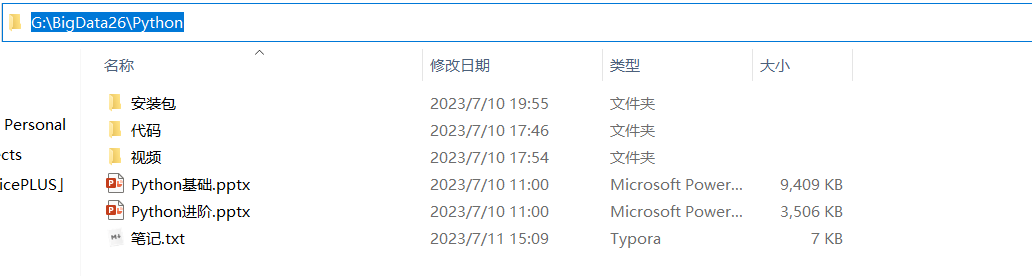 G:\BigData26\Python
名称 修改日期 类型 大小
安装包 2023/7/10 19:55 文件夹
Personal 代码 2023/7/10 17:46 文件夹
ects 视频 2023/7/10 17:54 文件夹
icePLUS」 Python基础.pptx 2023/7/10 11:00 Microsoft Power... 9,409 KB
Python进阶.pptx 2023/7/10 11:00 Microsoft Power... 3,506 KB
笔记.txt 2023/7/11 15:09 Typora 7 KB